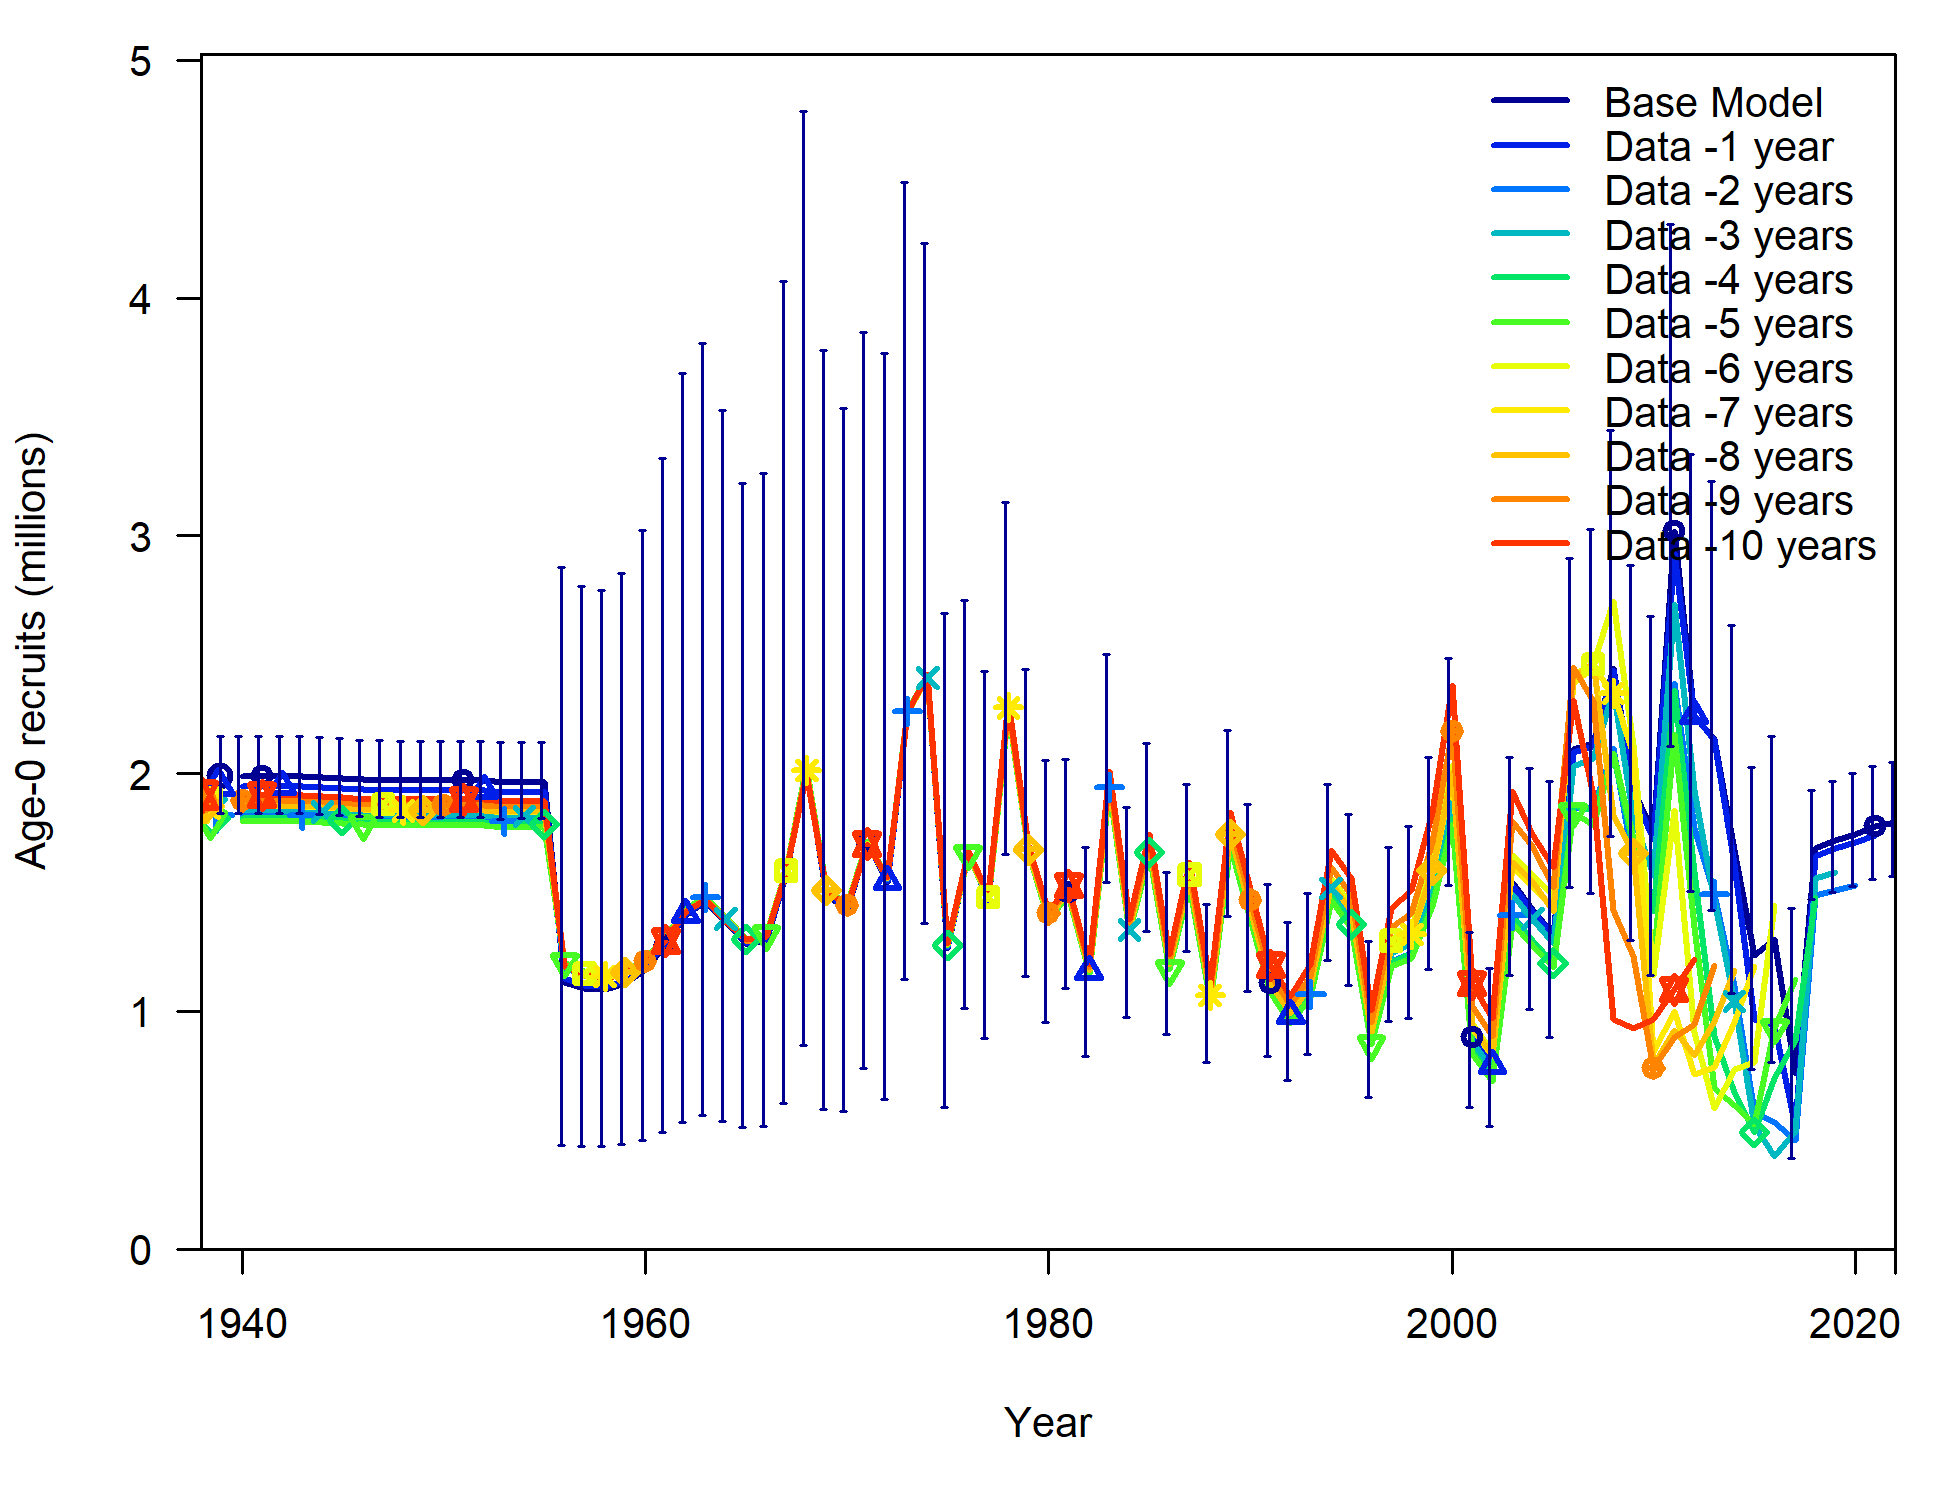 Age-0 recruits (millions)
5
4
3
2
1
0
Base Model
Data -1 year
Data -2 years
Data -3 years
Data -4 years
Data -5 years
Data -6 years
Data -7 years
Data -8 years
Data -9 years
Data -10 years
1940 1960 1980 2000 2020
Year